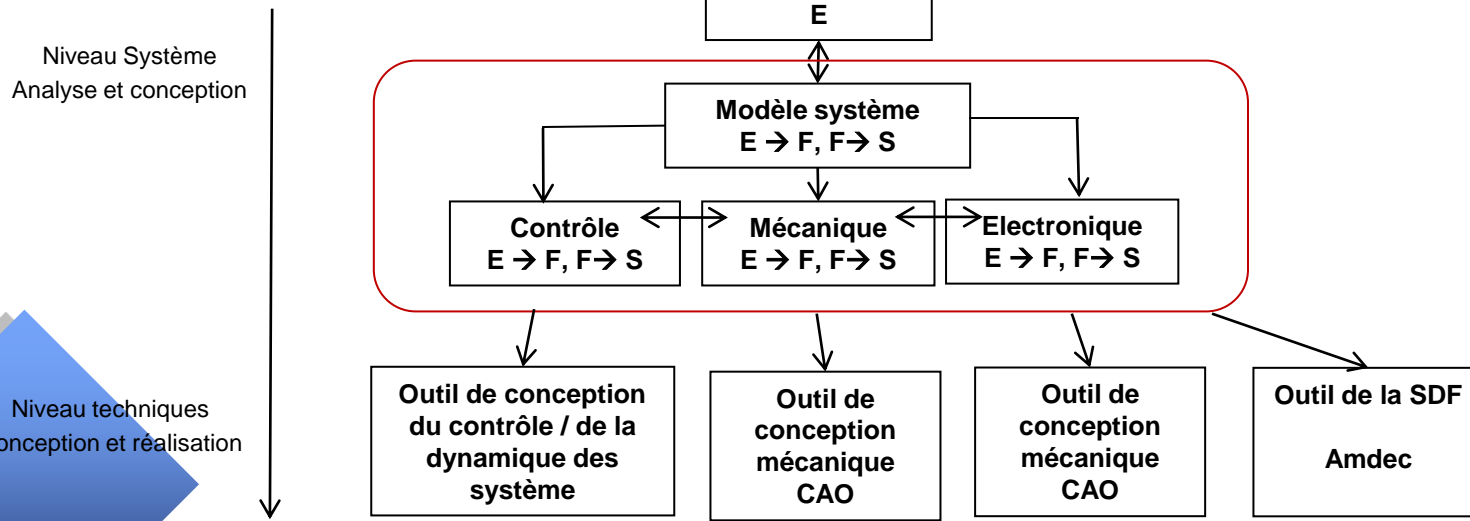 E
Niveau Système
Analyse et conception
Modèle système
E → F, F→ S
Contrôle
E → F, F→ S
Mécanique
E → F, F→ S
Electronique
E → F, F→ S
Niveau techniques
onception et réalisation
Outil de conception
du contrôle / de la
dynamique des
système
Outil de
conception
mécanique
CAO
Outil de
conception
mécanique
CAO
Outil de la SDF
Amdec